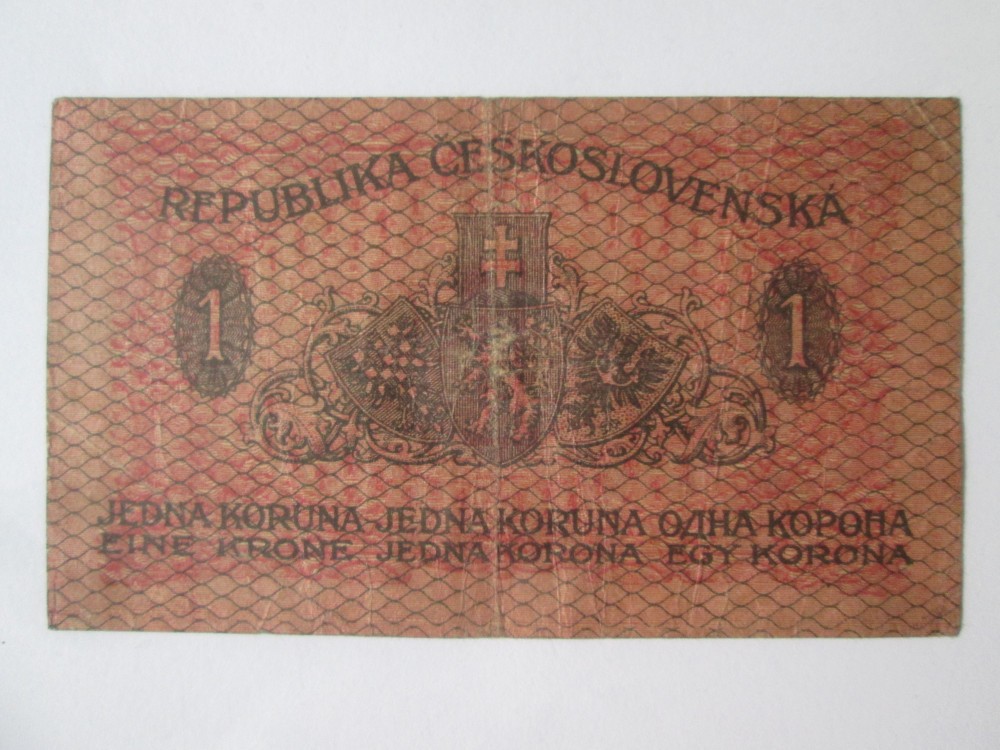 REPUBLIKA ČESKOSLOVENSKÁ
1 1
JEDNA KORUNA-JEDNA KORUNA ОДНА КОРОНА
EINE KRONE JEDNA KORONA EGY KORONA